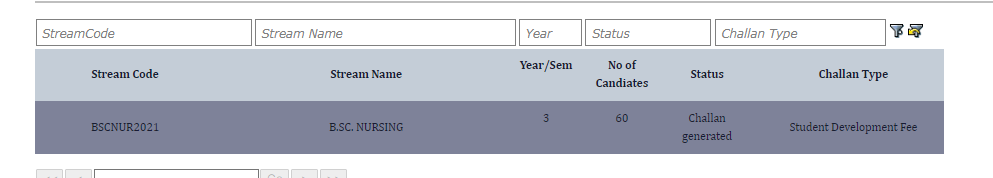 StreamCode Stream Name Year Status Challan Type
Stream Code Stream Name Year/Sem No of Candiates Status Challan Type
BSCNUR2021 B.SC. NURSING 3 60 Challan generated Student Development Fee